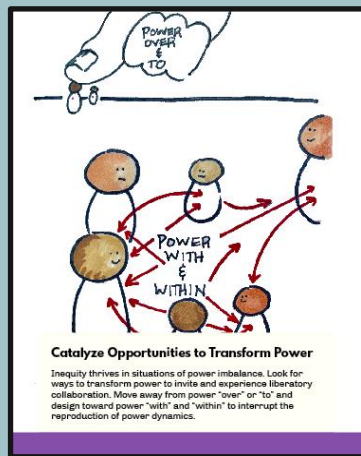 POWER
OVER
&
TO
POWER
WITH
&
WITHIN
Catalyze Opportunities to Transform Power
Inequity thrives in situations of power imbalance. Look for
ways to transform power to invite and experience liberatory
collaboration. Move away from power “over” or “to” and
design toward power “with” and “within” to interrupt the
reproduction of power dynamics.